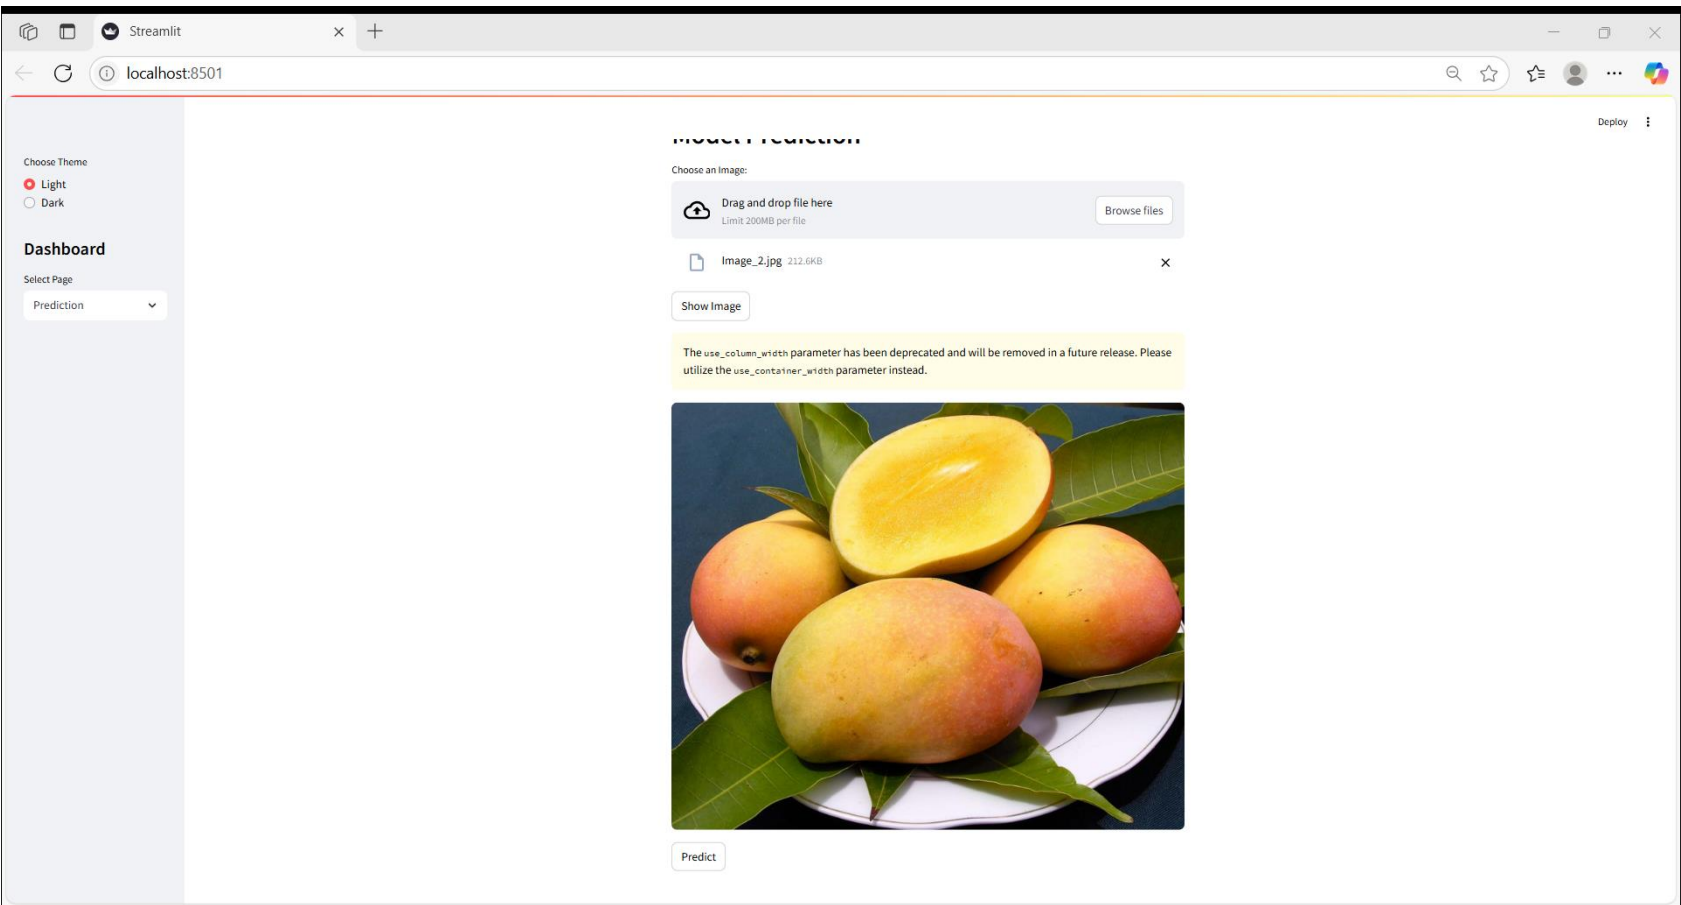 Streamlit
localhost:8501
Deploy
Choose Theme
Light
Dark
Dashboard
Select Page
Prediction
Model Prediction
Choose an Image:
Drag and drop file here
Limit 200MB per file
Browse files
Image_2.jpg 212.6KB
Show Image
The use_column_width parameter has been deprecated and will be removed in a future release. Please
utilize the use_container_width parameter instead.
Predict